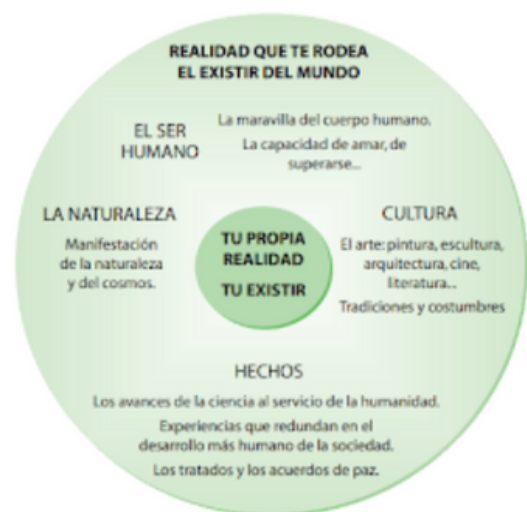 REALIDAD QUE TE RODEA
EL EXISTIR DEL MUNDO
EL SER
HUMANO
La maravilla del cuerpo humano.
La capacidad de amar, de
superarse...
LA NATURALEZA
Manifestación
de la naturaleza
y del cosmos.
TU PROPIA
REALIDAD
TU EXISTIR
CULTURA
El arte: pintura, escultura,
arquitectura, cine,
literatura...
Tradiciones y costumbres
HECHOS
Los avances de la ciencia al servicio de la humanidad.
Experiencias que redundan en el
desarrollo más humano de la sociedad.
Los tratados y los acuerdos de paz.